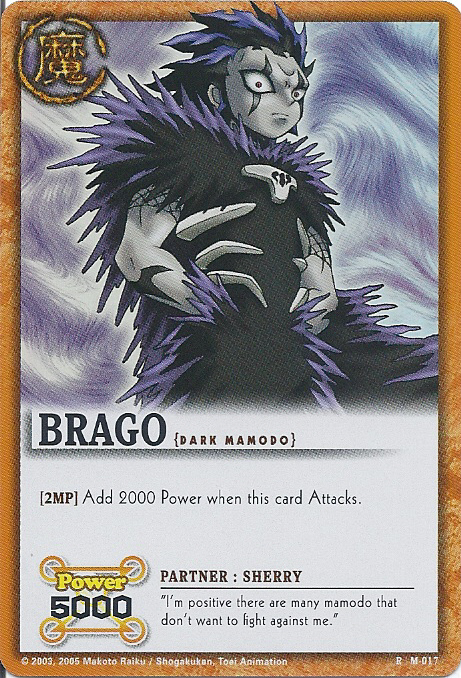 魔
BRAGO {DARK MAMODO}
[2MP] Add 2000 Power when this card Attacks.
Power
5000
PARTNER : SHERRY
"I'm positive there are many mamodo that
don't want to fight against me."
© 2003, 2005 Makoto Raiku / Shogakukan, Toei Animation
R M-017